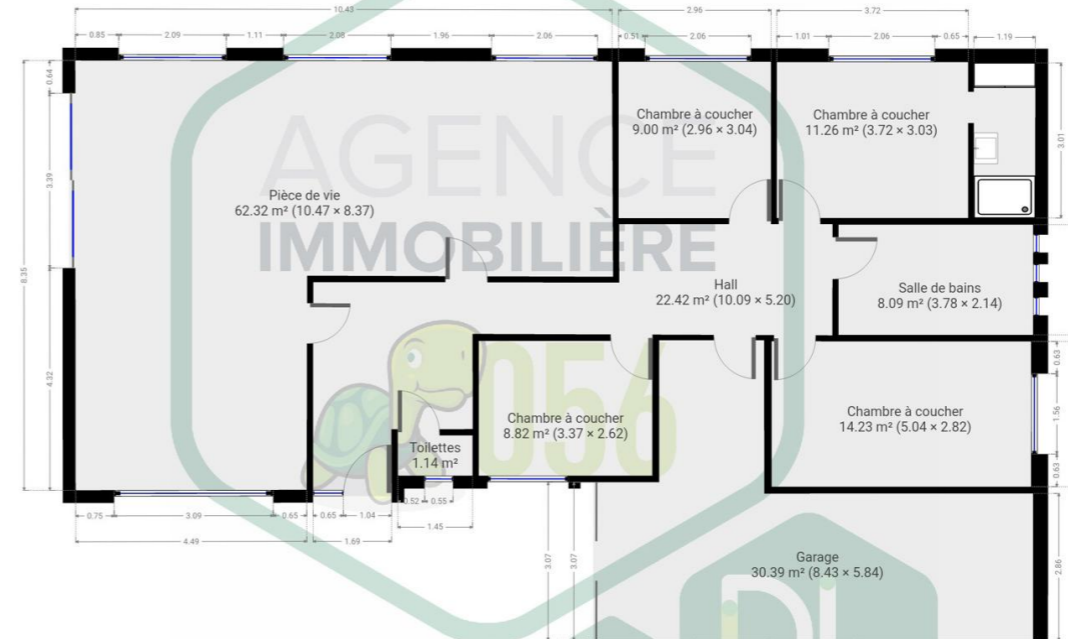 10.43
2.96
3.72
0.85
2.09
1.11
2.08
1.96
2.06
0.51
2.06
1.01
2.06
0.65
1.19
0.64
3.39
8.35
4.32
3.01
AGENCE
IMMOBILIÈRE
056
Pièce de vie
62.32 m² (10.47 × 8.37)
Chambre à coucher
9.00 m² (2.96 × 3.04)
Chambre à coucher
11.26 m² (3.72 × 3.03)
Hall
22.42 m² (10.09 × 5.20)
Salle de bains
8.09 m² (3.78 × 2.14)
Chambre à coucher
8.82 m² (3.37 × 2.62)
Chambre à coucher
14.23 m² (5.04 × 2.82)
Toilettes
1.14 m²
0.63
1.56
0.63
0.75
3.09
0.65
0.65
1.04
0.52
0.55
4.49
1.69
1.45
3.07
3.07
2.86
Garage
30.39 m² (8.43 × 5.84)